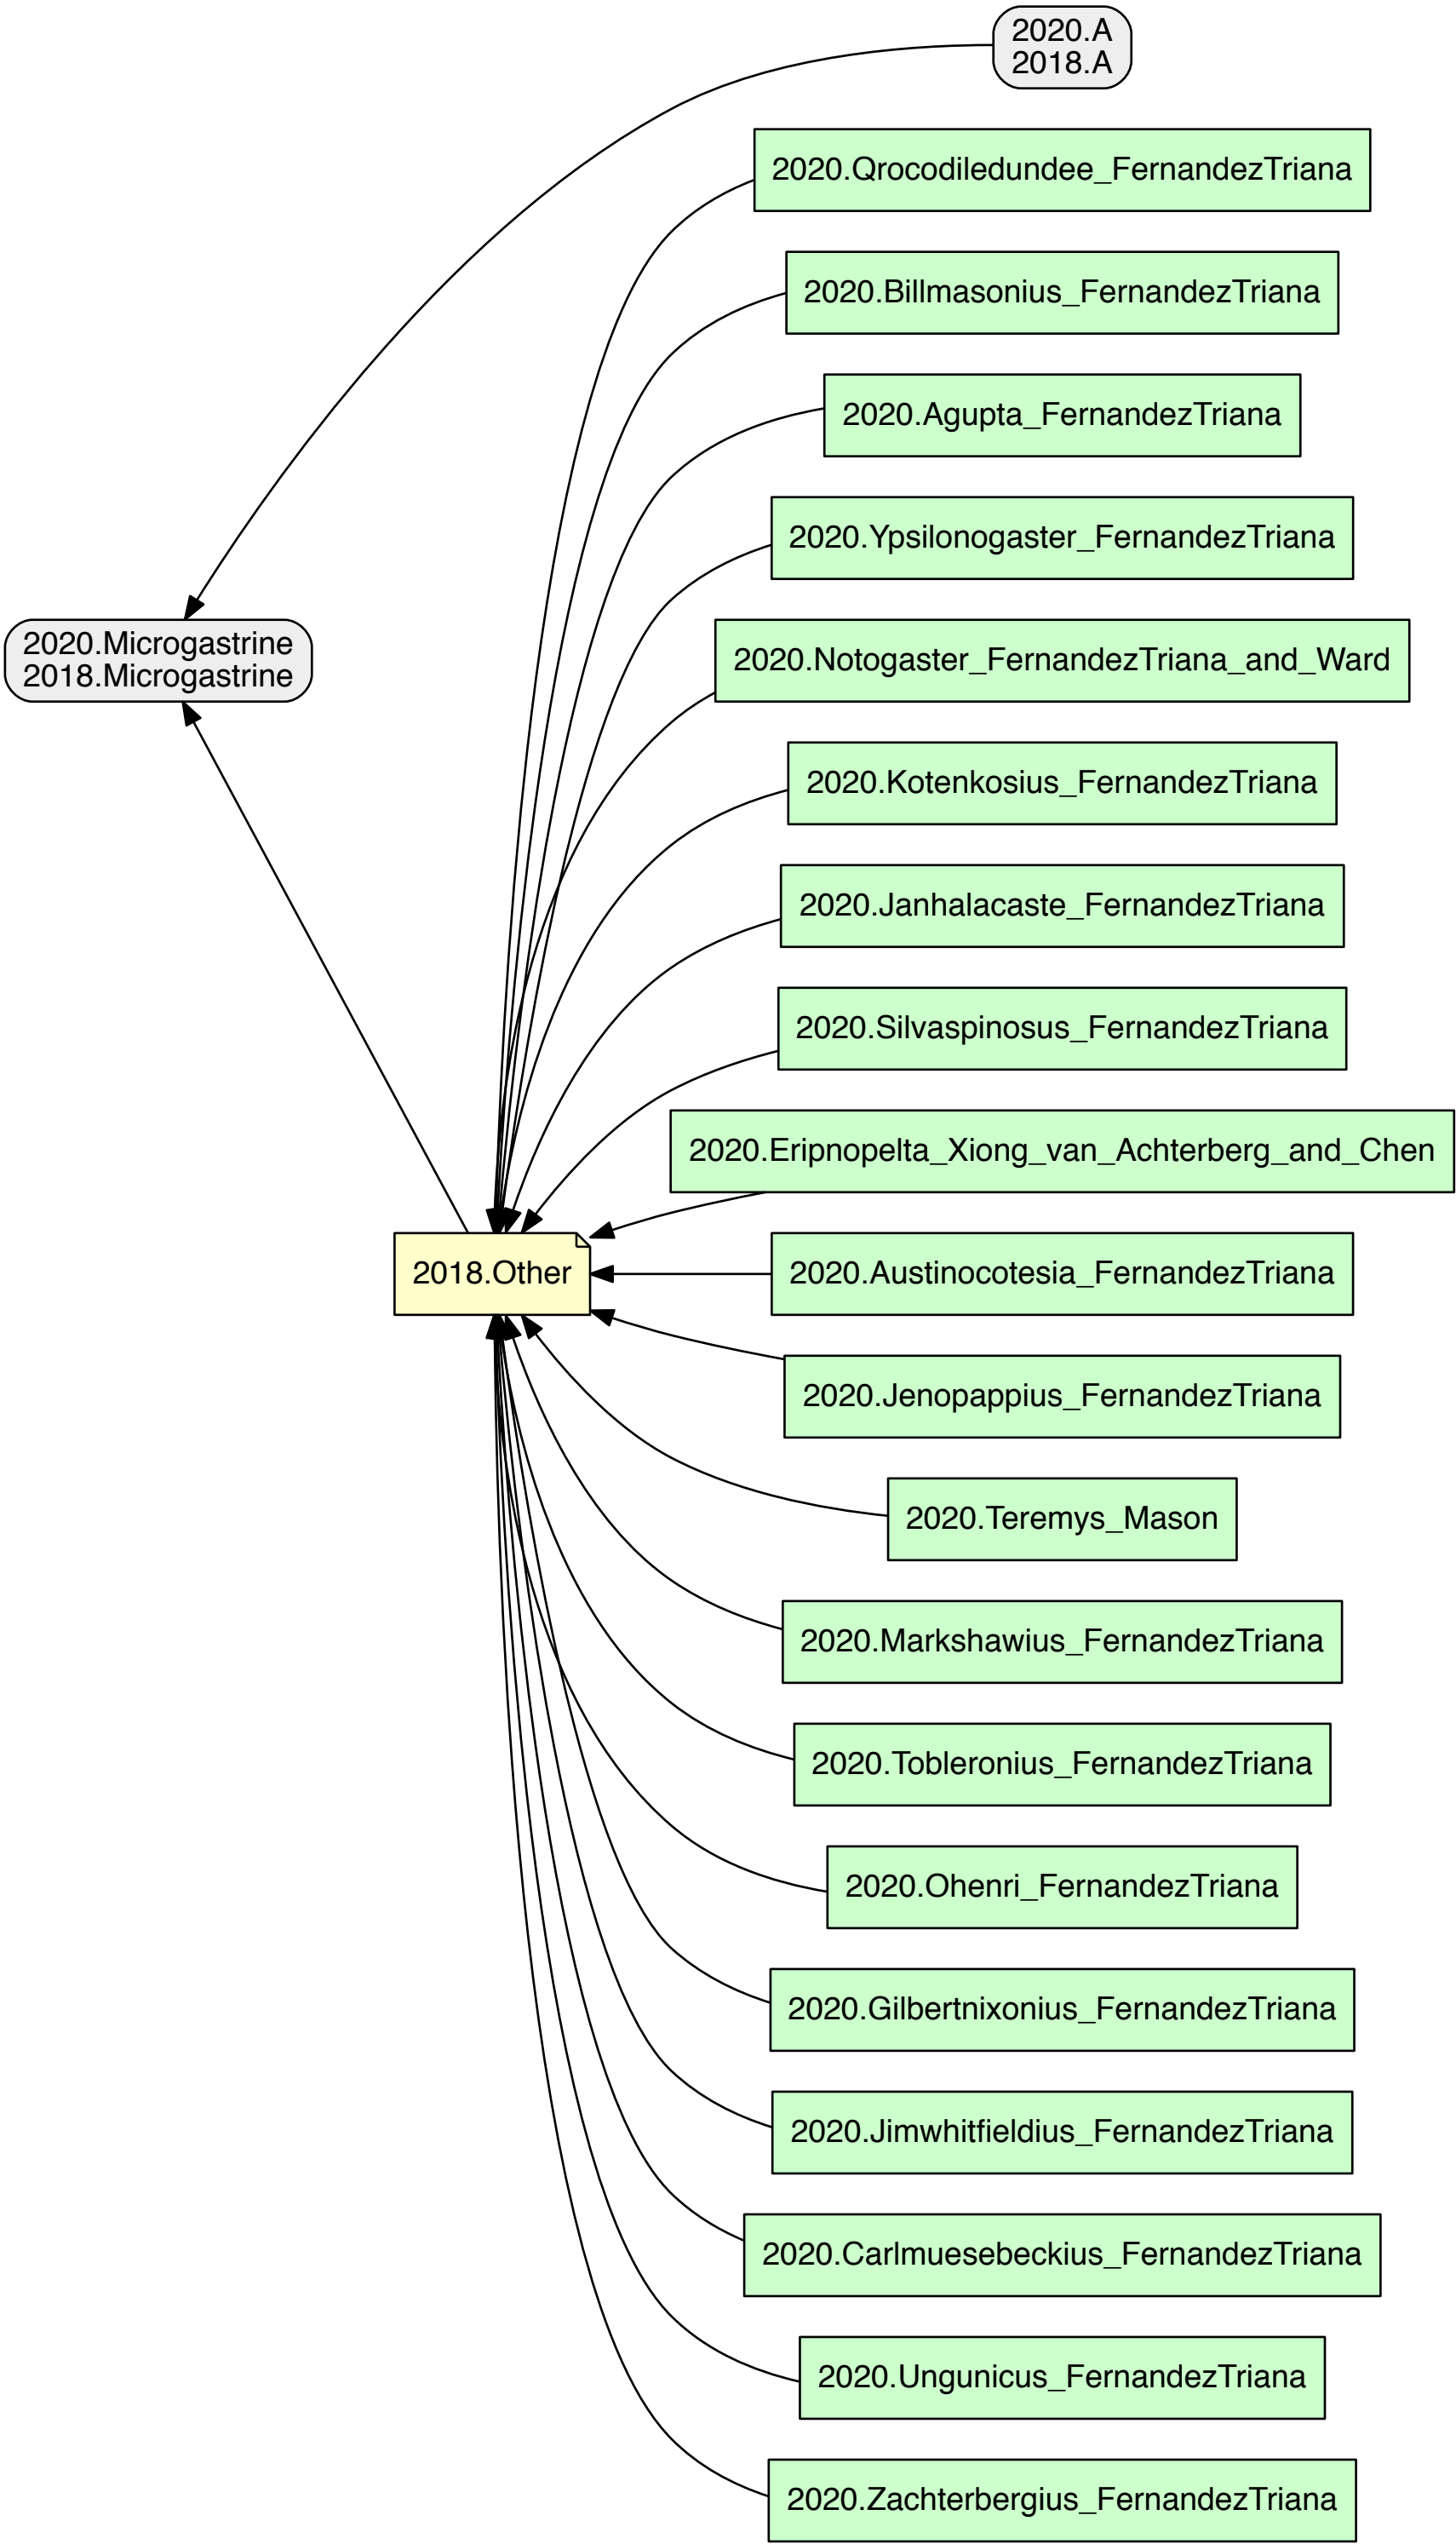 2020.A
2018.A
2020.Qrocodiledundee_FernandezTriana
2020.Billmasonius_FernandezTriana
2020.Agupta_FernandezTriana
2020.Ypsilonogaster_FernandezTriana
2020.Microgastrine
2018.Microgastrine
2020.Notogaster_FernandezTriana_and_Ward
2020.Kotenkosius_FernandezTriana
2020.Janhalacaste_FernandezTriana
2020.Silvaspinosus_FernandezTriana
2020.Eripnopelta_Xiong_van_Achterberg_and_Chen
2018.Other
2020.Austinocotesia_FernandezTriana
2020.Jenopappius_FernandezTriana
2020.Teremys_Mason
2020.Markshawius_FernandezTriana
2020.Tobleronius_FernandezTriana
2020.Ohenri_FernandezTriana
2020.Gilbertnixonius_FernandezTriana
2020.Jimwhitfieldius_FernandezTriana
2020.Carlmuesebeckius_FernandezTriana
2020.Ungunicus_FernandezTriana
2020.Zachterbergius_FernandezTriana